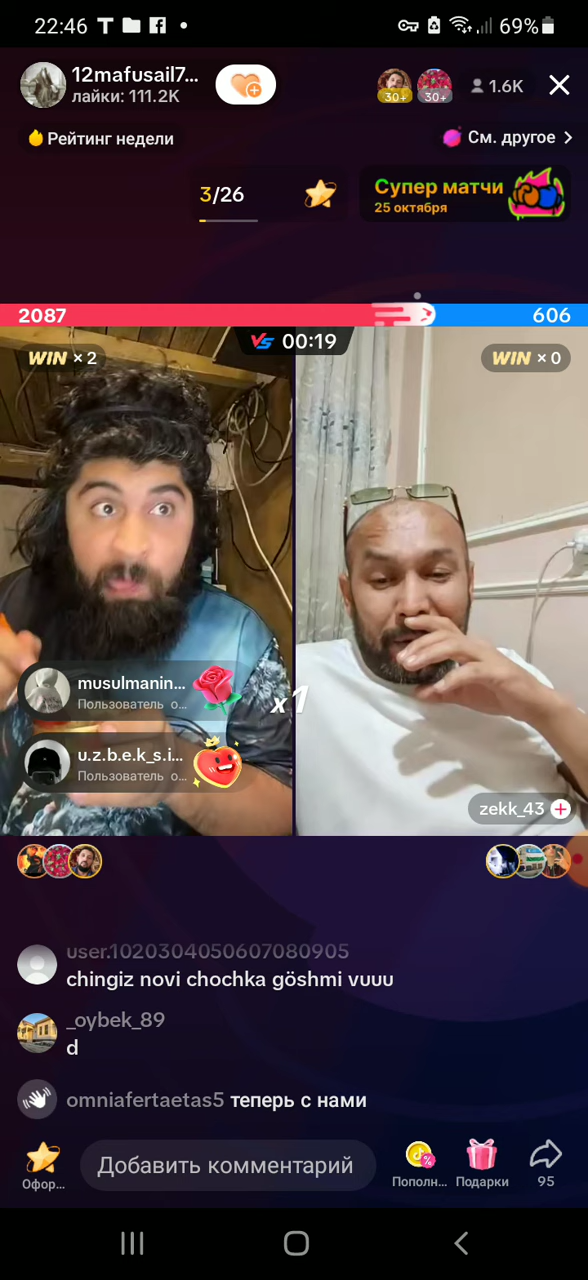 22:46
69%
12mafusail7...
лайки: 111.2K
30+
30+
1.6K
Рейтинг недели
См. другое
3/26
Супер матчи
25 октября
2087
606
VS 00:19
WIN × 2
WIN × 0
musulmanin...
Пользователь о...
x1
u.z.b.e.k_s.i...
Пользователь о...
zekk_43
user.1020304050607080905
chingiz novi chochka göshmi vuuu
_oybek_89
d
omniafertaetas5 теперь с нами
Добавить комментарий
Офор...
Пополн...
Подарки
95